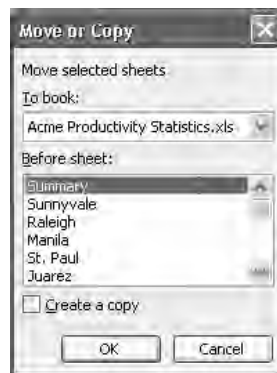 Move or Copy
Move selected sheets
To book:
Acme Productivity Statistics.xls
Before sheet:
Summary
Sunnyvale
Raleigh
Manila
St. Paul
Juarez
Create a copy
OK
Cancel